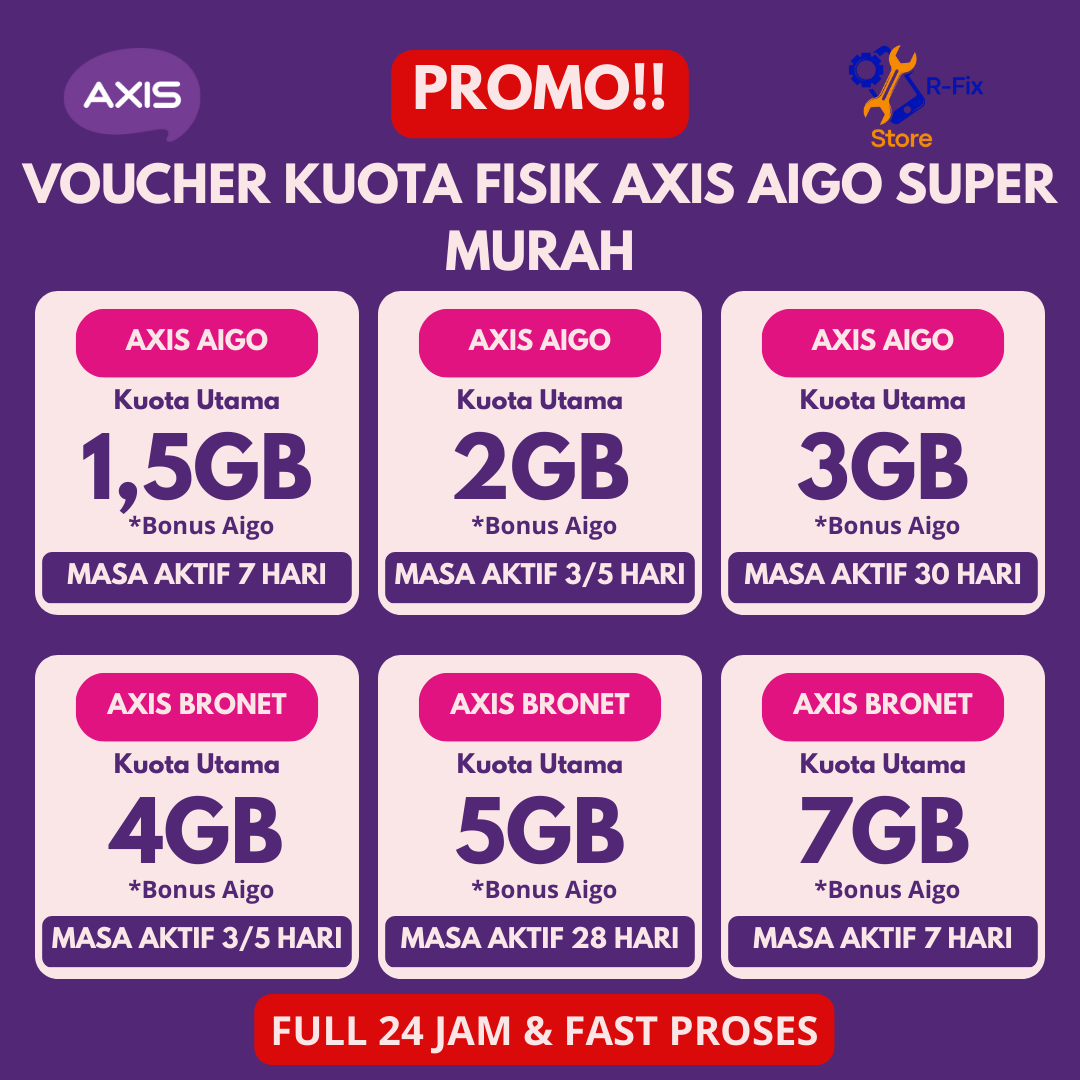 AXIS
PROMO!!
R-Fix
Store
VOUCHER KUOTA FISIK AXIS AIGO SUPER
MURAH
AXIS AIGO
Kuota Utama
1,5GB
*Bonus Aigo
MASA AKTIF 7 HARI
AXIS AIGO
Kuota Utama
2GB
*Bonus Aigo
MASA AKTIF 3/5 HARI
AXIS AIGO
Kuota Utama
3GB
*Bonus Aigo
MASA AKTIF 30 HARI
AXIS BRONET
Kuota Utama
4GB
*Bonus Aigo
MASA AKTIF 3/5 HARI
AXIS BRONET
Kuota Utama
5GB
*Bonus Aigo
MASA AKTIF 28 HARI
AXIS BRONET
Kuota Utama
7GB
*Bonus Aigo
MASA AKTIF 7 HARI
FULL 24 JAM & FAST PROSES